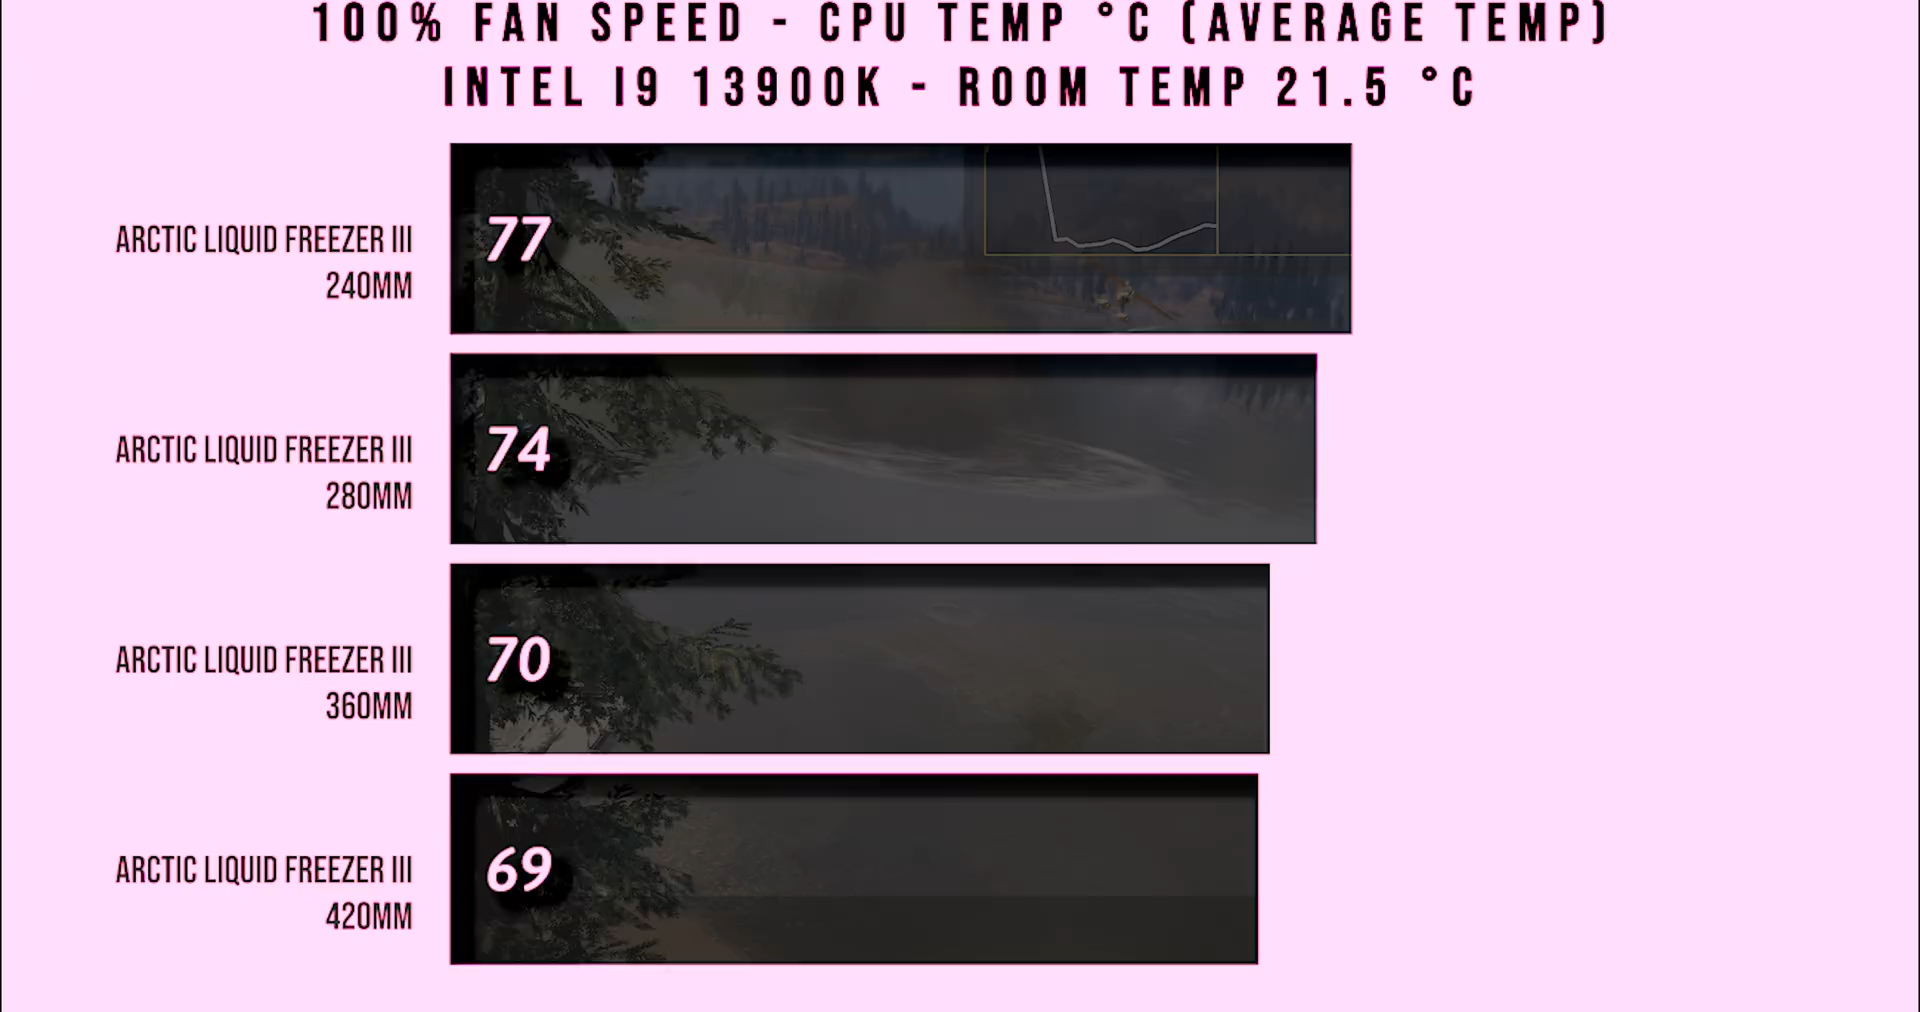 100% FAN SPEED - CPU TEMP °C (AVERAGE TEMP)
INTEL I9 13900K - ROOM TEMP 21.5 °C
ARCTIC LIQUID FREEZER III
240MM
77
ARCTIC LIQUID FREEZER III
280MM
74
ARCTIC LIQUID FREEZER III
360MM
70
ARCTIC LIQUID FREEZER III
420MM
69